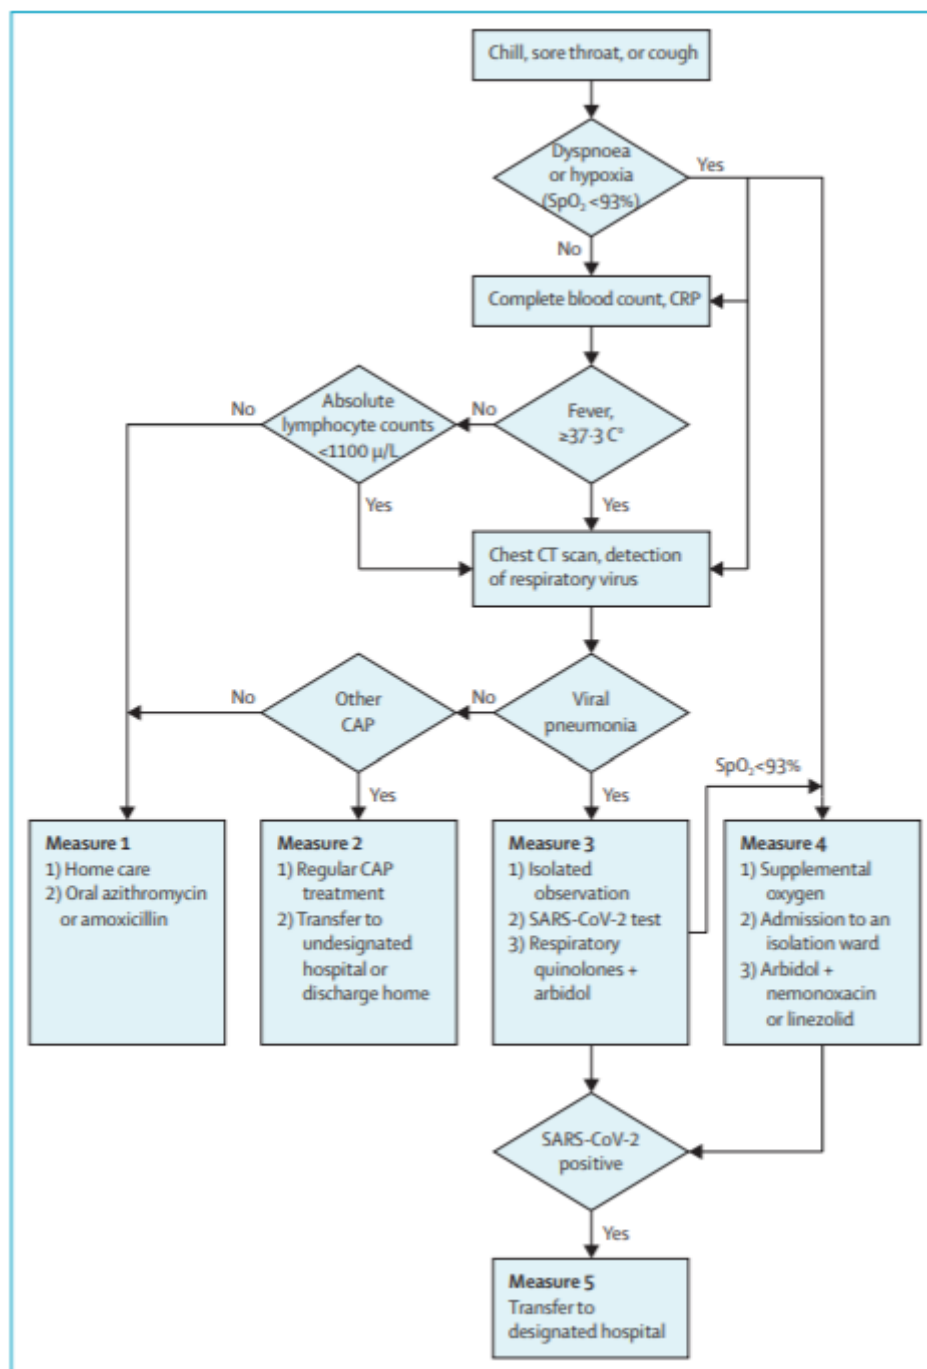 Chill, sore throat, or cough
Dyspnoea
or hypoxia
(SpO₂ <93%)
Yes
No
Complete blood count, CRP
Absolute
lymphocyte counts
<1100 μ/L
No
No
Fever,
≥37·3 C°
Yes
Yes
Chest CT scan, detection
of respiratory virus
No
Other
CAP
No
Viral
pneumonia
SpO₂<93%
Yes
Yes
Measure 1
1) Home care
2) Oral azithromycin
or amoxicillin
Measure 2
1) Regular CAP
treatment
2) Transfer to
undesignated
hospital or
discharge home
Measure 3
1) Isolated
observation
2) SARS-CoV-2 test
3) Respiratory
quinolones +
arbidol
Measure 4
1) Supplemental
oxygen
2) Admission to an
isolation ward
3) Arbidol +
nemonoxacin
or linezolid
SARS-CoV-2
positive
Yes
Measure 5
Transfer to
designated hospital